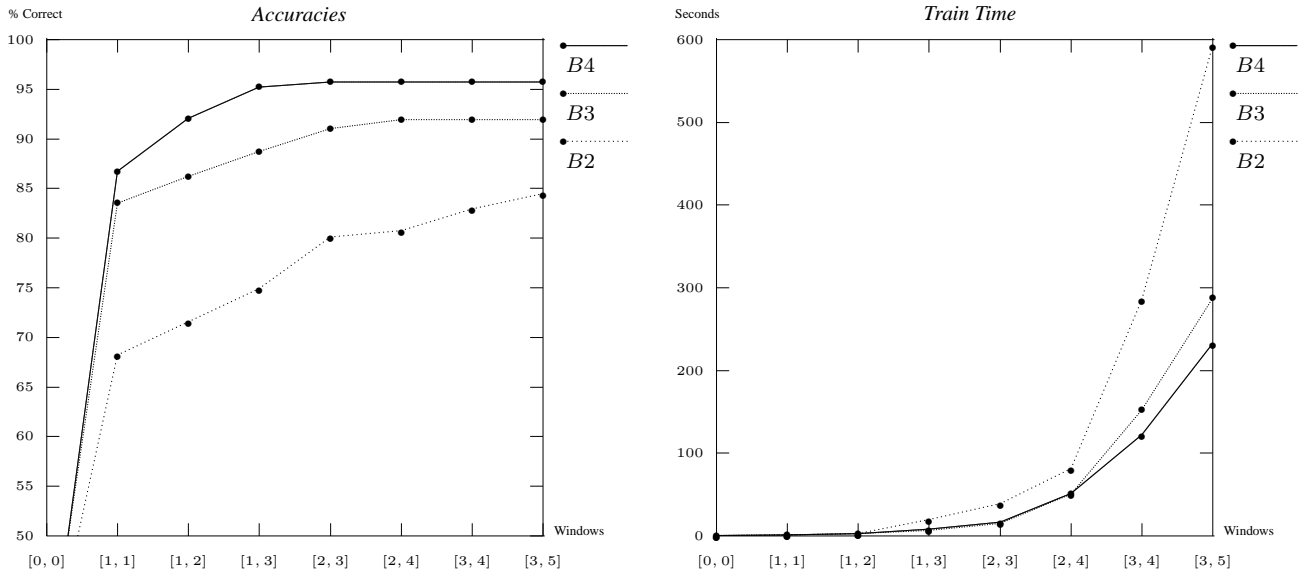 % Correct
Accuracies
100
95
90
85
80
75
70
65
60
55
50
[0, 0] [1, 1] [1, 2] [1, 3] [2, 3] [2, 4] [3, 4] [3, 5]
Windows
B4
B3
B2
Seconds
Train Time
600
500
400
300
200
100
0
[0, 0] [1, 1] [1, 2] [1, 3] [2, 3] [2, 4] [3, 4] [3, 5]
Windows
B4
B3
B2